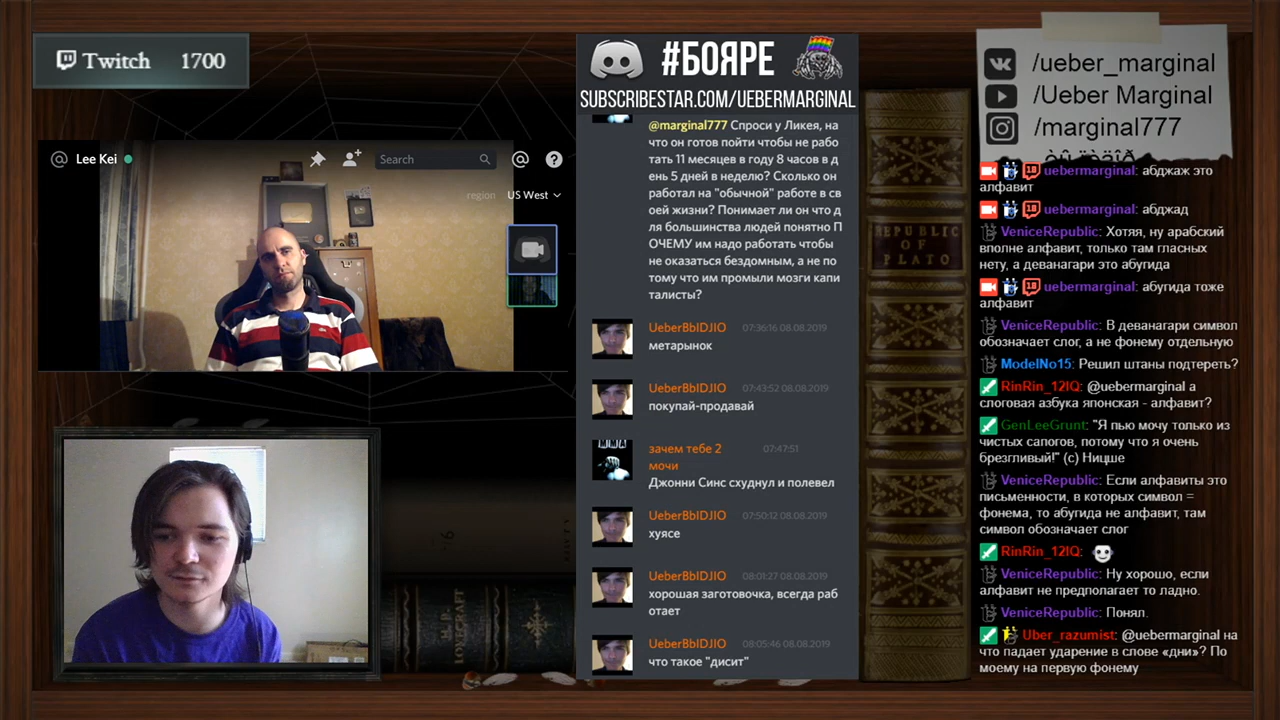 Twitch 1700
@ Lee Kei
Search
@ ?
region US West
#БОЯРЕ
SUBSCRIBESTAR.COM/UEBERMARGINAL
@marginal777 Спроси у Ликея, на
что он готов пойти чтобы не рабо
тать 11 месяцев в году 8 часов в д
ень 5 дней в неделю? Сколько он
работал на "обычной" работе в св
оей жизни? Понимает ли он что д
ля большинства людей понятно П
ОЧЕМУ им надо работать чтобы
не оказаться бездомным, а не по
тому что им промыли мозги капи
талисты?
UeberBblDJIO 07:36:16 08.08.2019
метарынок
UeberBblDJIO 07:43:52 08.08.2019
покупай-продавай
зачем тебе 2 07:47:51
мочи
Джонни Синс схуднул и полевел
UeberBblDJIO 07:50:12 08.08.2019
хуясе
UeberBblDJIO 08:01:27 08.08.2019
хорошая заготовочка, всегда раб
отает
UeberBblDJIO 08:05:46 08.08.2019
что такое "дисит"
REPUBLIC
OF
PLATO
H.P.
LOVECRAFT
/ueber_marginal
/Ueber Marginal
/marginal777
18 uebermarginal: абджаж это
алфавит
18 uebermarginal: абджад
VeniceRepublic: Хотя, ну арабский
вполне алфавит, только там гласных
нету, а деванагари это абугида
18 uebermarginal: абугида тоже
алфавит
VeniceRepublic: В деванагари символ
обозначает слог, а не фонему отдельную
ModelNo15: Решил штаны подтереть?
RinRin_12IQ: @uebermarginal а
слоговая азбука японская - алфавит?
GenLeeGrunt: "Я пью мочу только из
чистых сапогов, потому что я очень
брезгливый!" (с) Ницше
VeniceRepublic: Если алфавиты это
письменности, в которых символ =
фонема, то абугида не алфавит, там
символ обозначает слог
RinRin_12IQ:
VeniceRepublic: Ну хорошо, если
алфавит не предполагает то ладно.
VeniceRepublic: Понял.
Uber_razumist: @uebermarginal на
что падает ударение в слове «дни»? По
моему на первую фонему